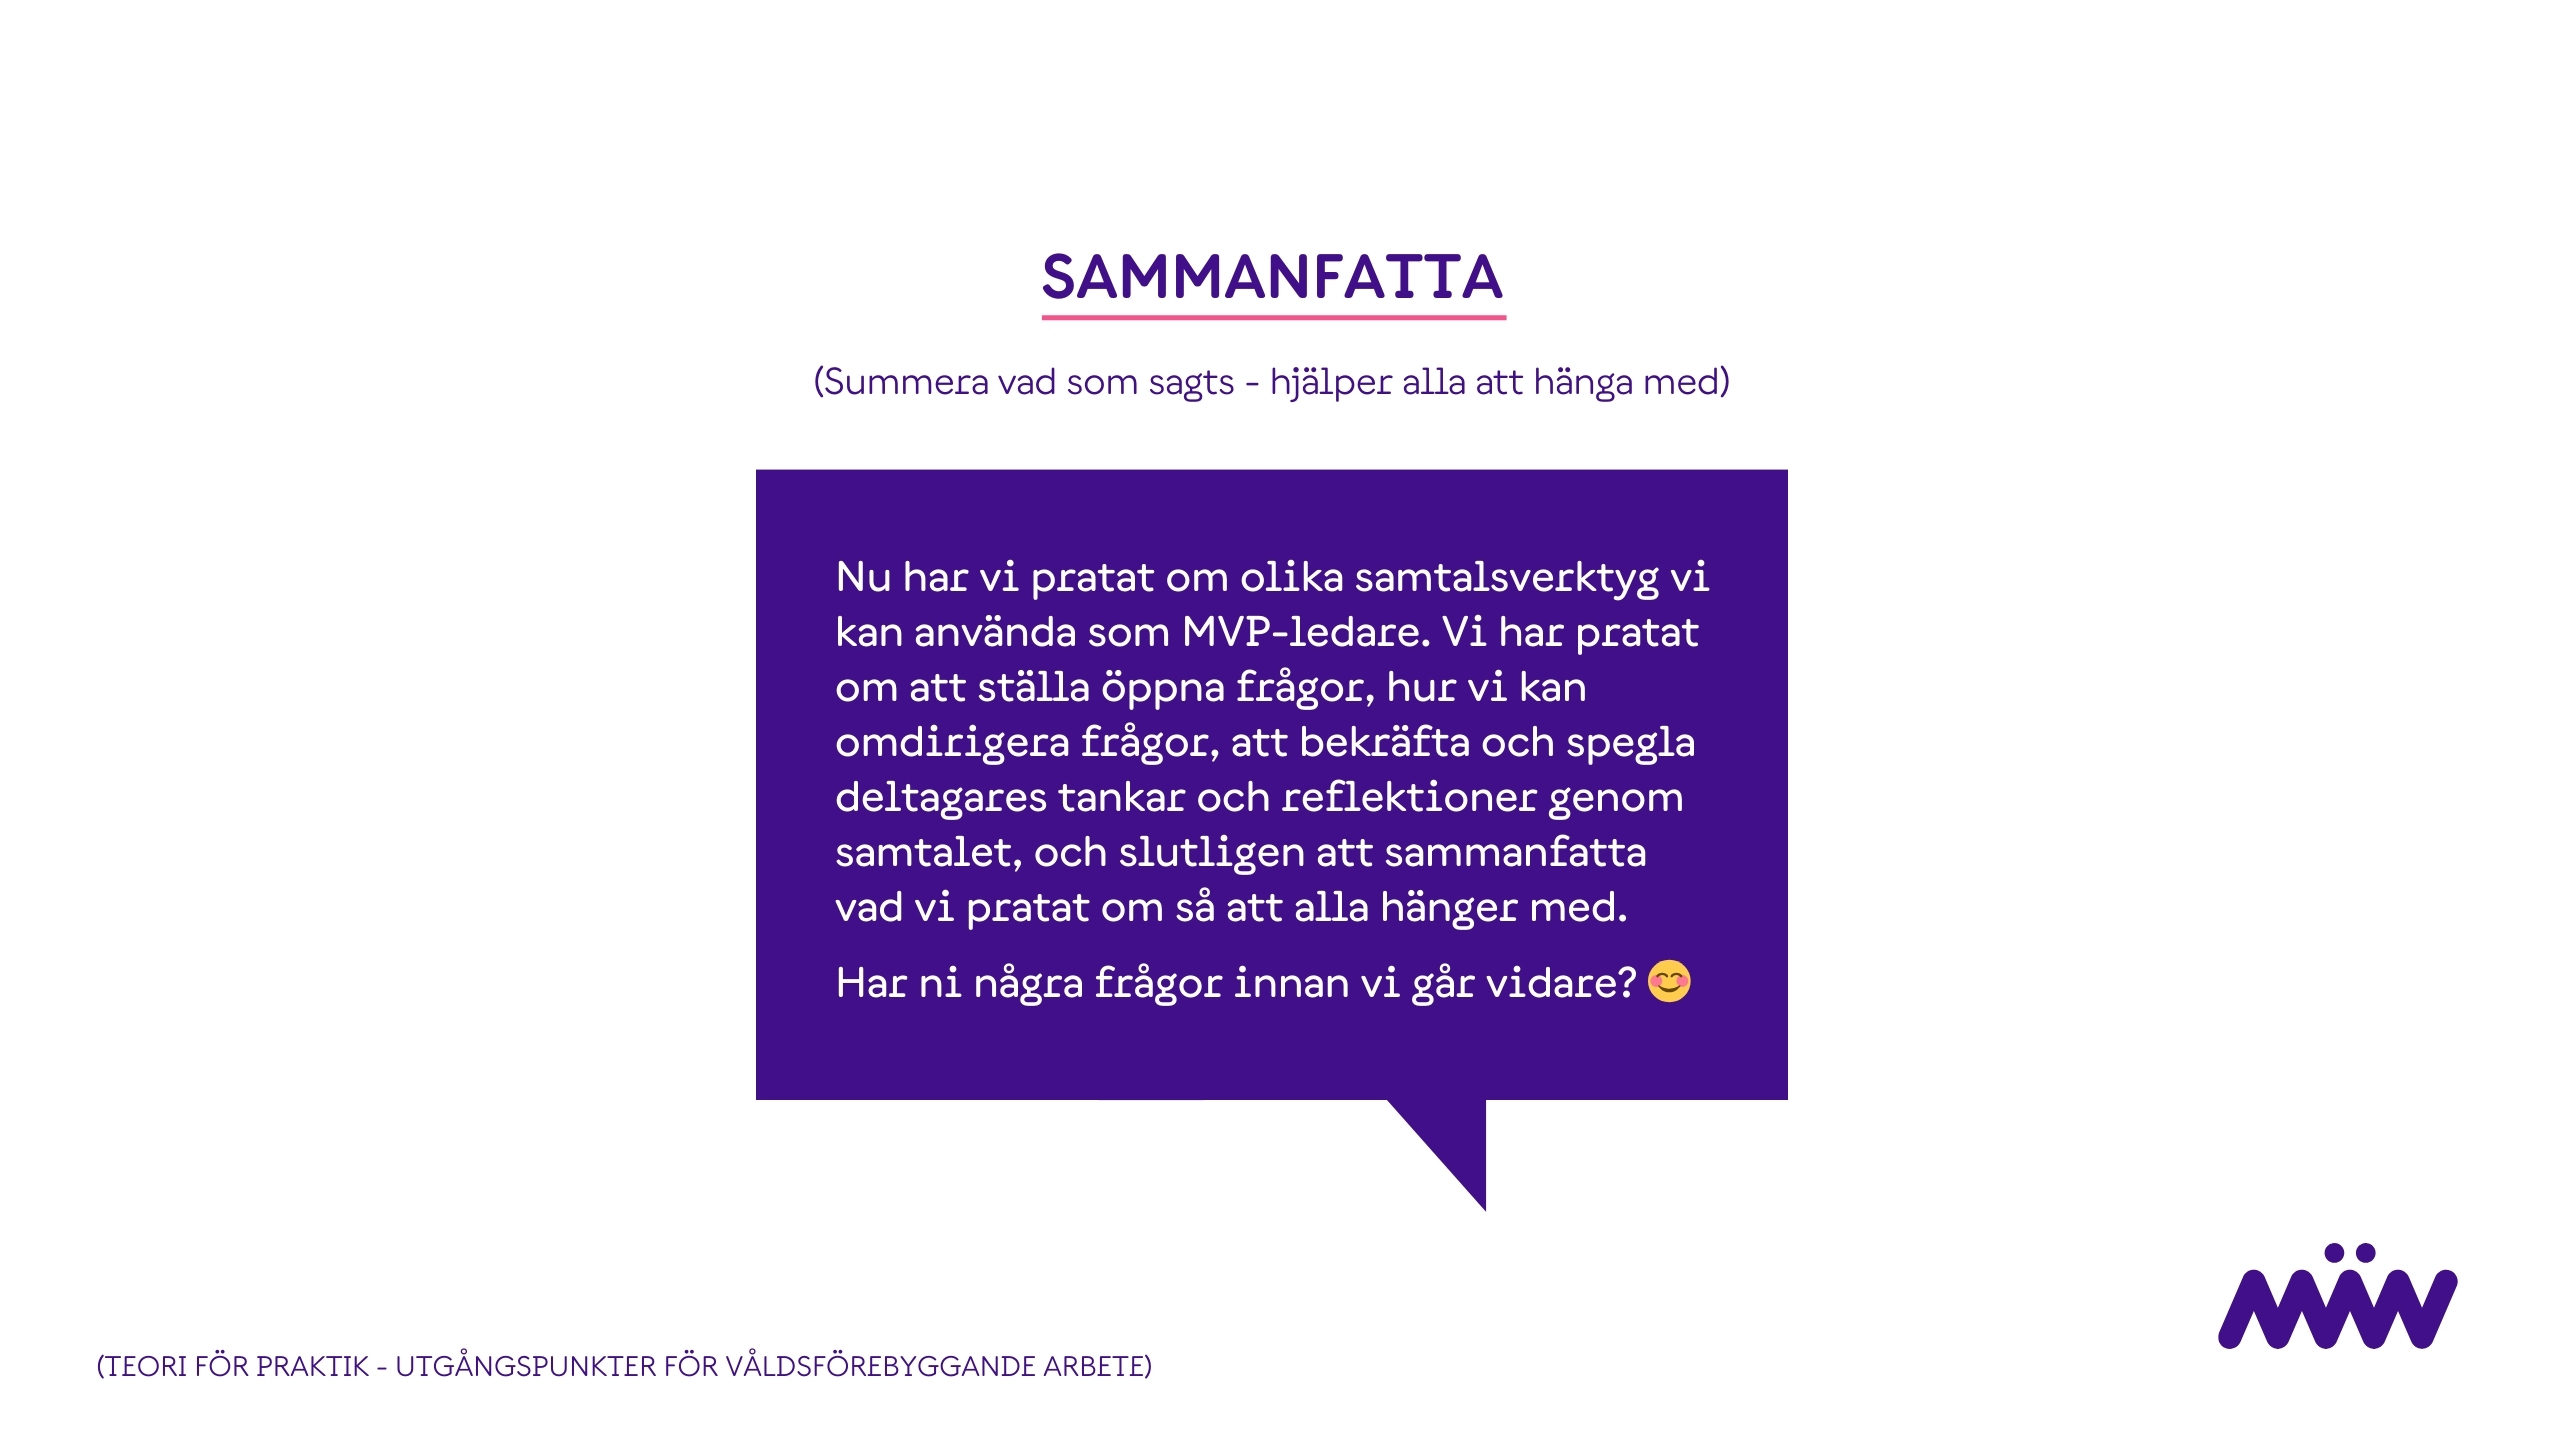 SAMMANFATTA
(Summera vad som sagts - hjälper alla att hänga med)
Nu har vi pratat om olika samtalsverktyg vi
kan använda som MVP-ledare. Vi har pratat
om att ställa öppna frågor, hur vi kan
omdirigera frågor, att bekräfta och spegla
deltagares tankar och reflektioner genom
samtalet, och slutligen att sammanfatta
vad vi pratat om så att alla hänger med.
Har ni några frågor innan vi går vidare? 😊
MÄN
(TEORI FÖR PRAKTIK - UTGÅNGSPUNKTER FÖR VÅLDSFÖREBYGGANDE ARBETE)